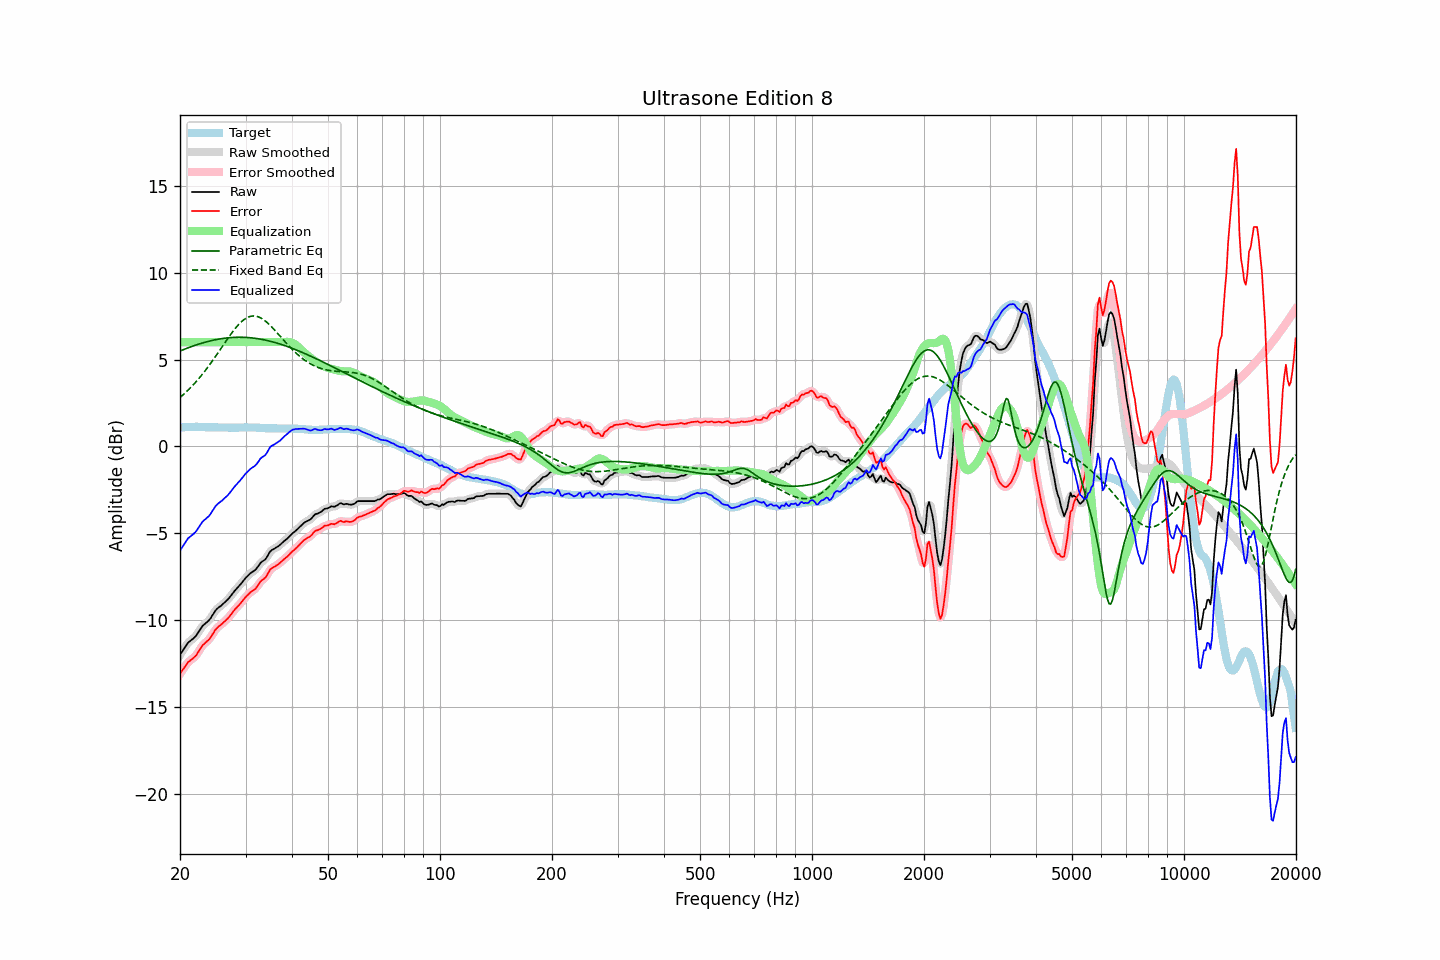 Ultrasone Edition 8
Target
Raw Smoothed
Error Smoothed
Raw
Error
Equalization
Parametric Eq
Fixed Band Eq
Equalized
Amplitude (dBr)
15
10
5
0
−5
−10
−15
−20
20
50
100
200
500
1000
2000
5000
10000
20000
Frequency (Hz)